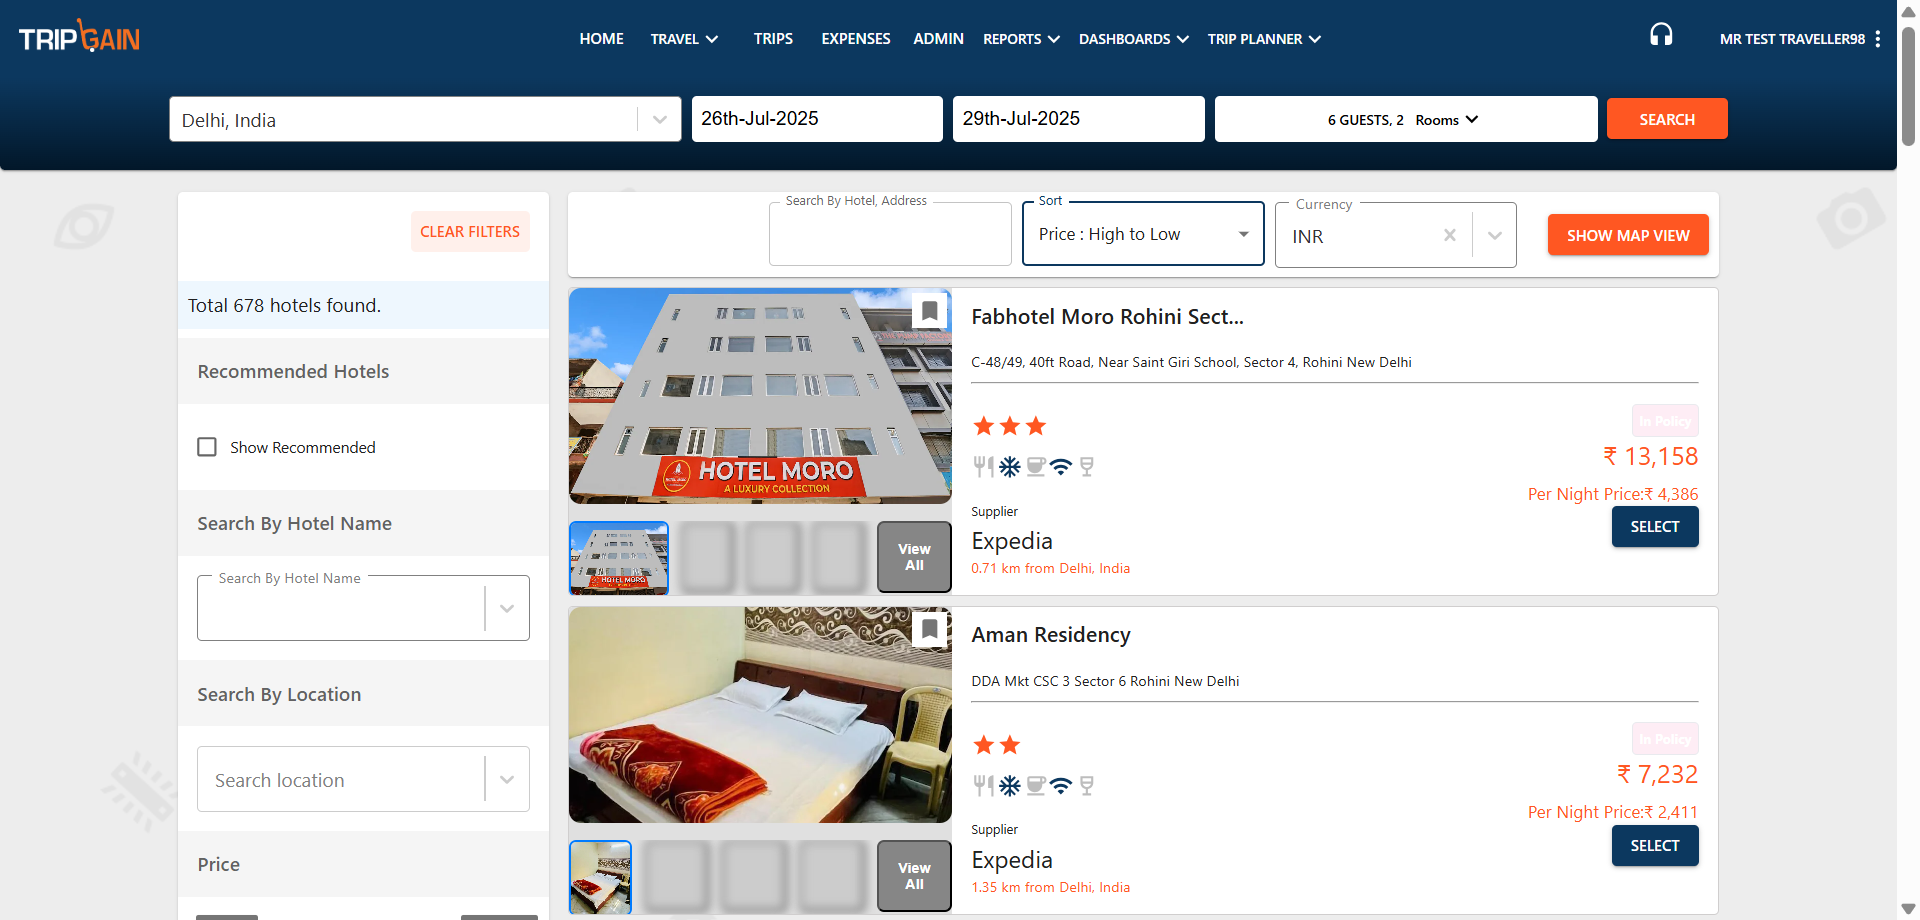 TRIPGAIN
HOME TRAVEL TRIPS EXPENSES ADMIN REPORTS DASHBOARDS TRIP PLANNER
MR TEST TRAVELLER98
Delhi, India
26th-Jul-2025
29th-Jul-2025
6 GUESTS, 2 Rooms
SEARCH
CLEAR FILTERS
Total 678 hotels found.
Recommended Hotels
Show Recommended
Search By Hotel Name
Search By Hotel Name
Search By Location
Search location
Price
Search By Hotel, Address
Sort
Price : High to Low
Currency
INR
SHOW MAP VIEW
HOTEL MORO
A LUXURY COLLECTION
HOTEL MORO
View
All
Fabhotel Moro Rohini Sect...
C-48/49, 40ft Road, Near Saint Giri School, Sector 4, Rohini New Delhi
In Policy
₹ 13,158
Per Night Price:₹ 4,386
SELECT
Supplier
Expedia
0.71 km from Delhi, India
View
All
Aman Residency
DDA Mkt CSC 3 Sector 6 Rohini New Delhi
In Policy
₹ 7,232
Per Night Price:₹ 2,411
SELECT
Supplier
Expedia
1.35 km from Delhi, India